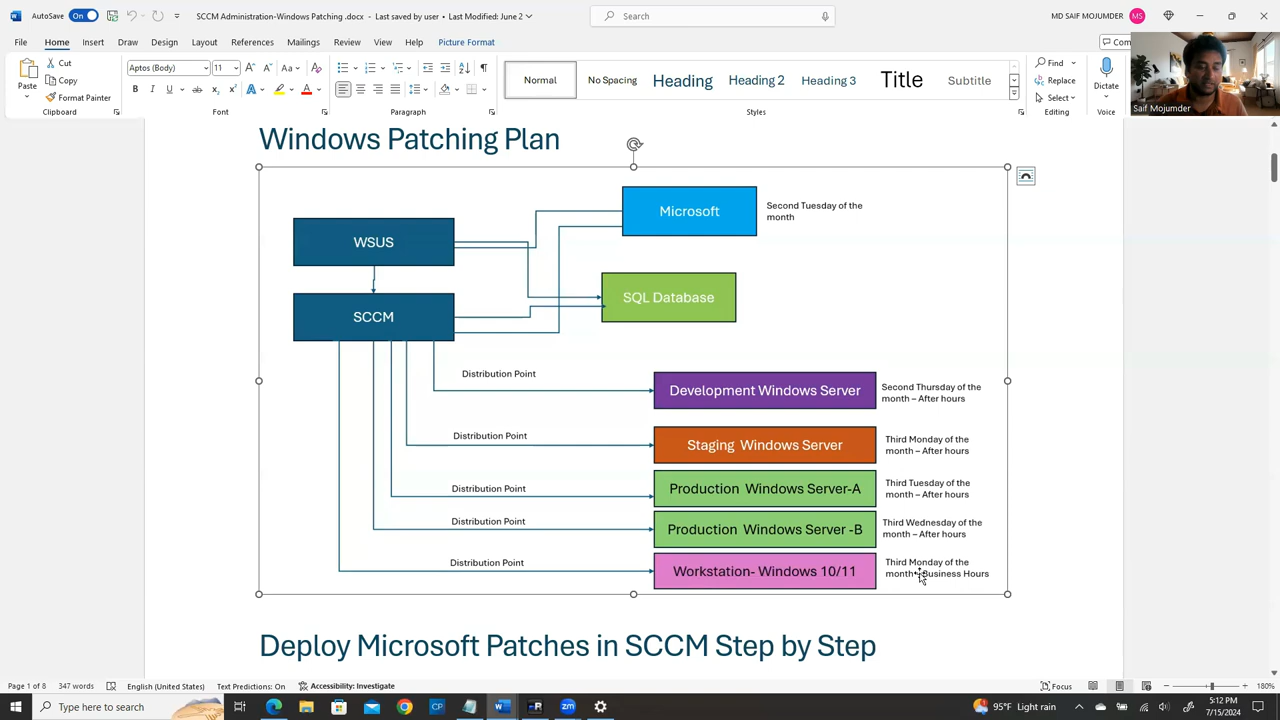 AutoSave On SCCM Administration-Windows Patching .docx • Last saved by user • Last Modified: June 2 Search MD SAIF MOJUMDER MS
File Home Insert Draw Design Layout References Mailings Review View Help Picture Format Com
Paste Cut Copy Format Painter Clipboard
Aptos (Body) 11 Font
Paragraph
Normal No Spacing Heading Heading 2 Heading 3 Title Subtitle Styles
Find Replace Select Editing
Dictate Voice
Saif Mojumder
Windows Patching Plan
WSUS
Microsoft
Second Tuesday of the
month
SCCM
SQL Database
Distribution Point
Development Windows Server
Second Thursday of the
month – After hours
Distribution Point
Staging Windows Server
Third Monday of the
month – After hours
Distribution Point
Production Windows Server-A
Third Tuesday of the
month – After hours
Distribution Point
Production Windows Server -B
Third Wednesday of the
month – After hours
Distribution Point
Workstation- Windows 10/11
Third Monday of the
month- Business Hours
Deploy Microsoft Patches in SCCM Step by Step
Page 1 of 8 347 words English (United States) Text Predictions: On Accessibility: Investigate Focus 180%
Type here to search 95°F Light rain 5:12 PM
7/15/2024